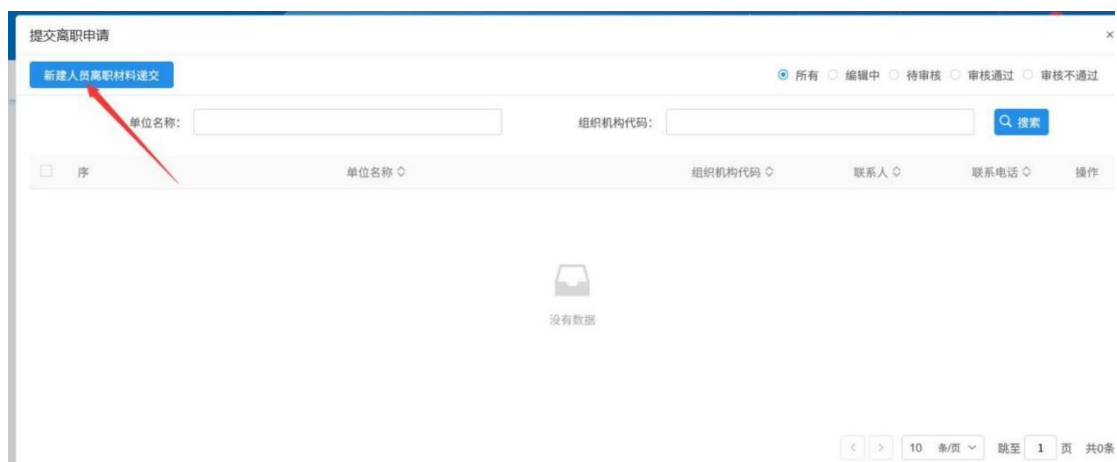 提交离职申请 ×
新建人员离职材料递交 所有 编辑中 待审核 审核通过 审核不通过
单位名称： 组织机构代码： 搜索
序 单位名称 组织机构代码 联系人 联系电话 操作
没有数据
< > 10 条/页 跳至 1 页 共0条